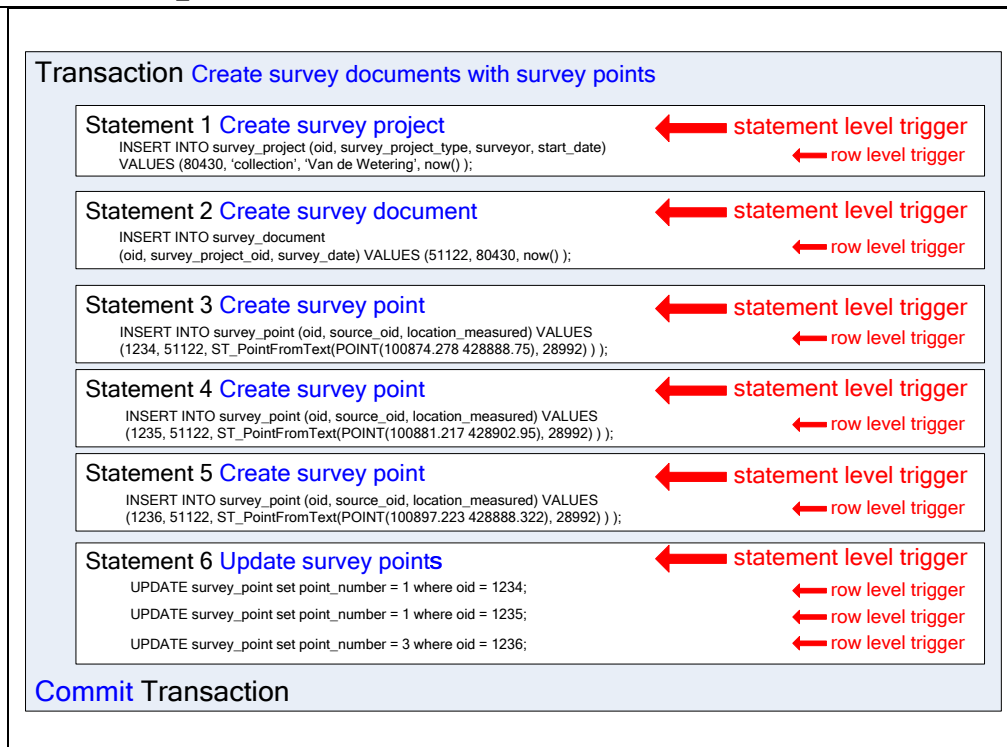 Transaction Create survey documents with survey points
Statement 1 Create survey project
statement level trigger
INSERT INTO survey_project (oid, survey_project_type, surveyor, start_date)
VALUES (80430, 'collection', 'Van de Wetering', now() );
row level trigger
Statement 2 Create survey document
statement level trigger
INSERT INTO survey_document
(oid, survey_project_oid, survey_date) VALUES (51122, 80430, now() );
row level trigger
Statement 3 Create survey point
statement level trigger
INSERT INTO survey_point (oid, source_oid, location_measured) VALUES
(1234, 51122, ST_PointFromText(POINT(100874.278 428888.75), 28992) ) );
row level trigger
Statement 4 Create survey point
statement level trigger
INSERT INTO survey_point (oid, source_oid, location_measured) VALUES
(1235, 51122, ST_PointFromText(POINT(100881.217 428902.95), 28992) ) );
row level trigger
Statement 5 Create survey point
statement level trigger
INSERT INTO survey_point (oid, source_oid, location_measured) VALUES
(1236, 51122, ST_PointFromText(POINT(100897.223 428888.322), 28992) ) );
row level trigger
Statement 6 Update survey points
statement level trigger
UPDATE survey_point set point_number = 1 where oid = 1234;
row level trigger
UPDATE survey_point set point_number = 1 where oid = 1235;
row level trigger
UPDATE survey_point set point_number = 3 where oid = 1236;
row level trigger
Commit Transaction